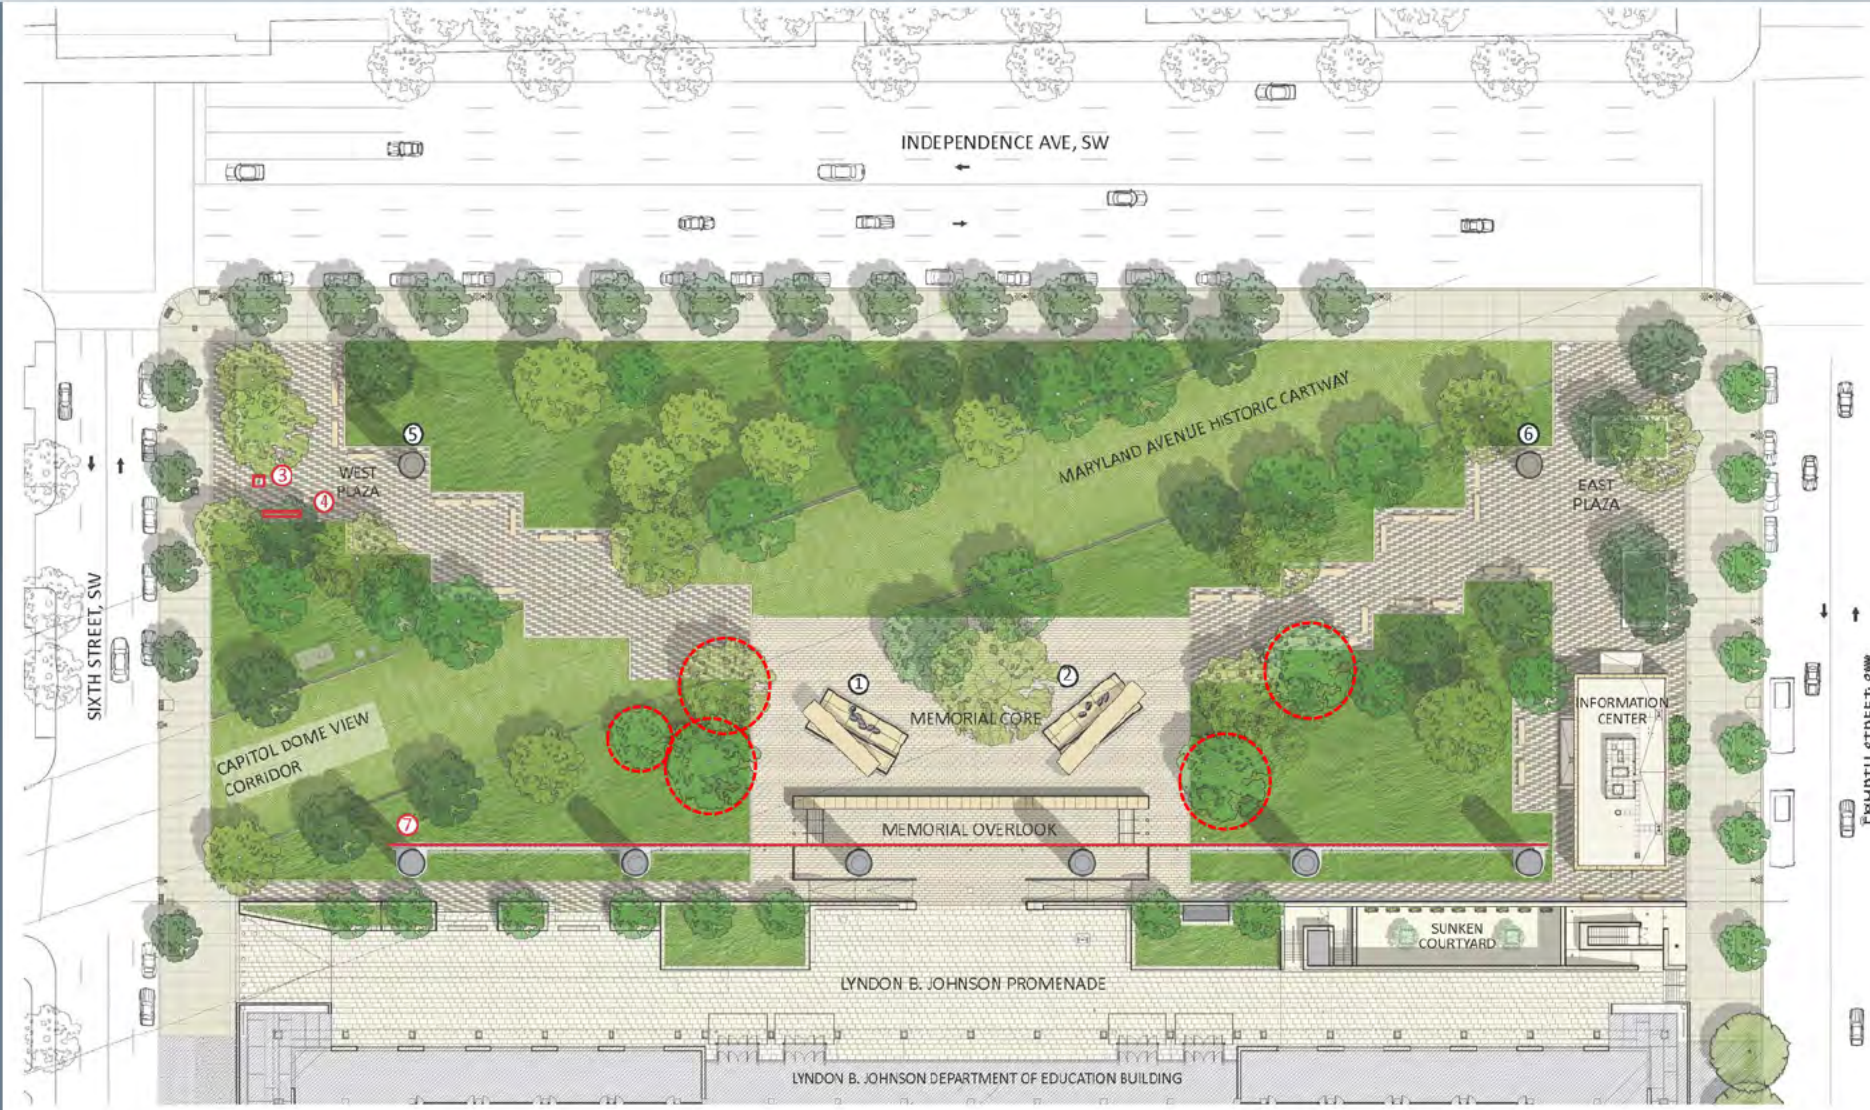 INDEPENDENCE AVE, SW
MARYLAND AVENUE HISTORIC CARTWAY
5
6
3
WEST
PLAZA
4
EAST
PLAZA
SIXTH STREET, SW
1
2
MEMORIAL CORE
INFORMATION
CENTER
CAPITOL DOME VIEW
CORRIDOR
7
MEMORIAL OVERLOOK
SUNKEN
COURTYARD
LYNDON B. JOHNSON PROMENADE
LYNDON B. JOHNSON DEPARTMENT OF EDUCATION BUILDING